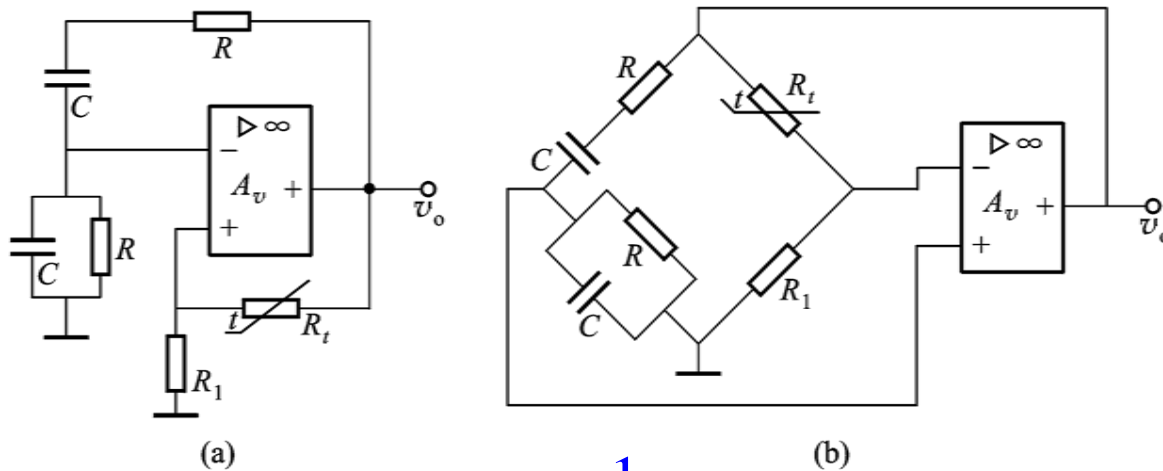 R
C
▷ ∞
−
A_v +
v_o
+
C
R
t
R_t
R_1
(a)
R
t
R_t
C
▷ ∞
−
A_v +
v_o
+
R
C
R_1
(b)
1